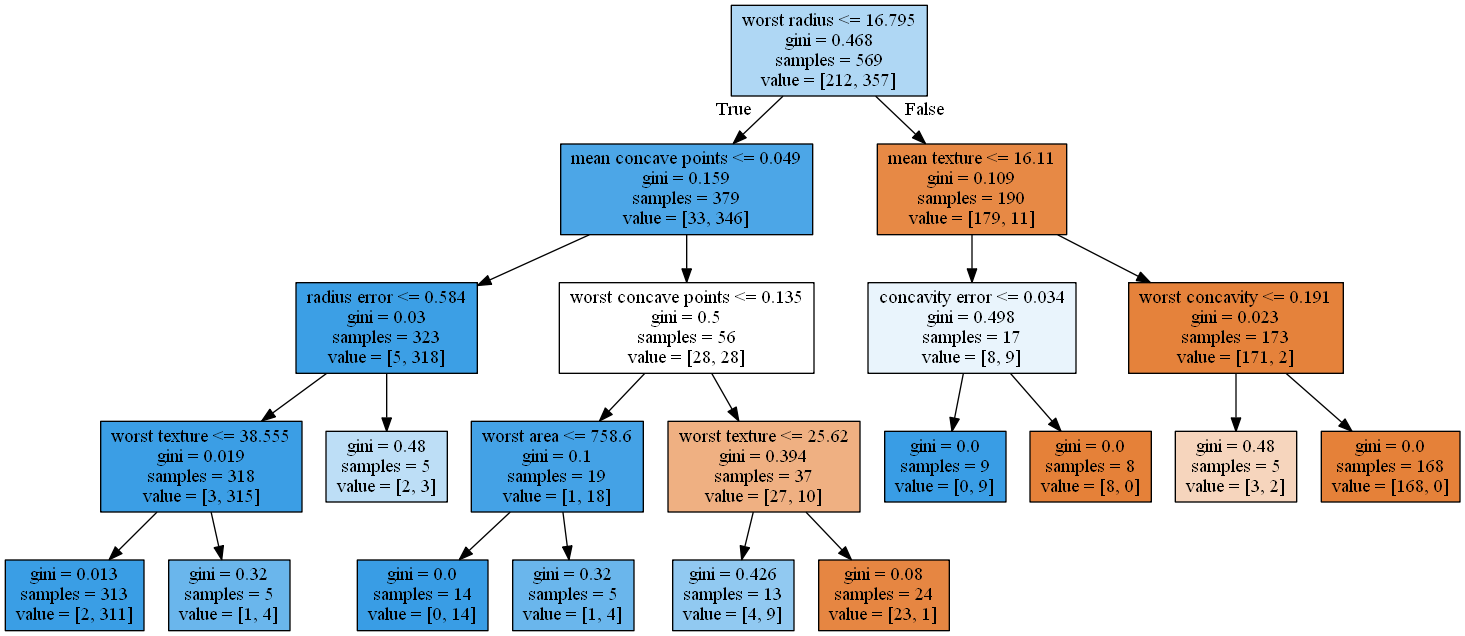 worst radius <= 16.795
gini = 0.468
samples = 569
value = [212, 357]
True
False
mean concave points <= 0.049
gini = 0.159
samples = 379
value = [33, 346]
mean texture <= 16.11
gini = 0.109
samples = 190
value = [179, 11]
radius error <= 0.584
gini = 0.03
samples = 323
value = [5, 318]
worst concave points <= 0.135
gini = 0.5
samples = 56
value = [28, 28]
concavity error <= 0.034
gini = 0.498
samples = 17
value = [8, 9]
worst concavity <= 0.191
gini = 0.023
samples = 173
value = [171, 2]
worst texture <= 38.555
gini = 0.019
samples = 318
value = [3, 315]
gini = 0.48
samples = 5
value = [2, 3]
worst area <= 758.6
gini = 0.1
samples = 19
value = [1, 18]
worst texture <= 25.62
gini = 0.394
samples = 37
value = [27, 10]
gini = 0.0
samples = 9
value = [0, 9]
gini = 0.0
samples = 8
value = [8, 0]
gini = 0.48
samples = 5
value = [3, 2]
gini = 0.0
samples = 168
value = [168, 0]
gini = 0.013
samples = 313
value = [2, 311]
gini = 0.32
samples = 5
value = [1, 4]
gini = 0.0
samples = 14
value = [0, 14]
gini = 0.32
samples = 5
value = [1, 4]
gini = 0.426
samples = 13
value = [4, 9]
gini = 0.08
samples = 24
value = [23, 1]